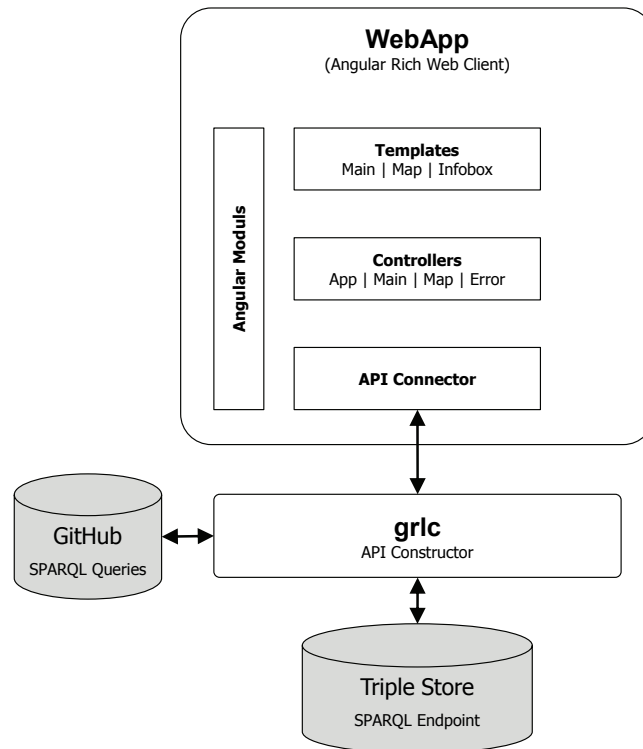 WebApp
(Angular Rich Web Client)
Angular Moduls
Templates
Main | Map | Infobox
Controllers
App | Main | Map | Error
API Connector
GitHub
SPARQL Queries
grlc
API Constructor
Triple Store
SPARQL Endpoint